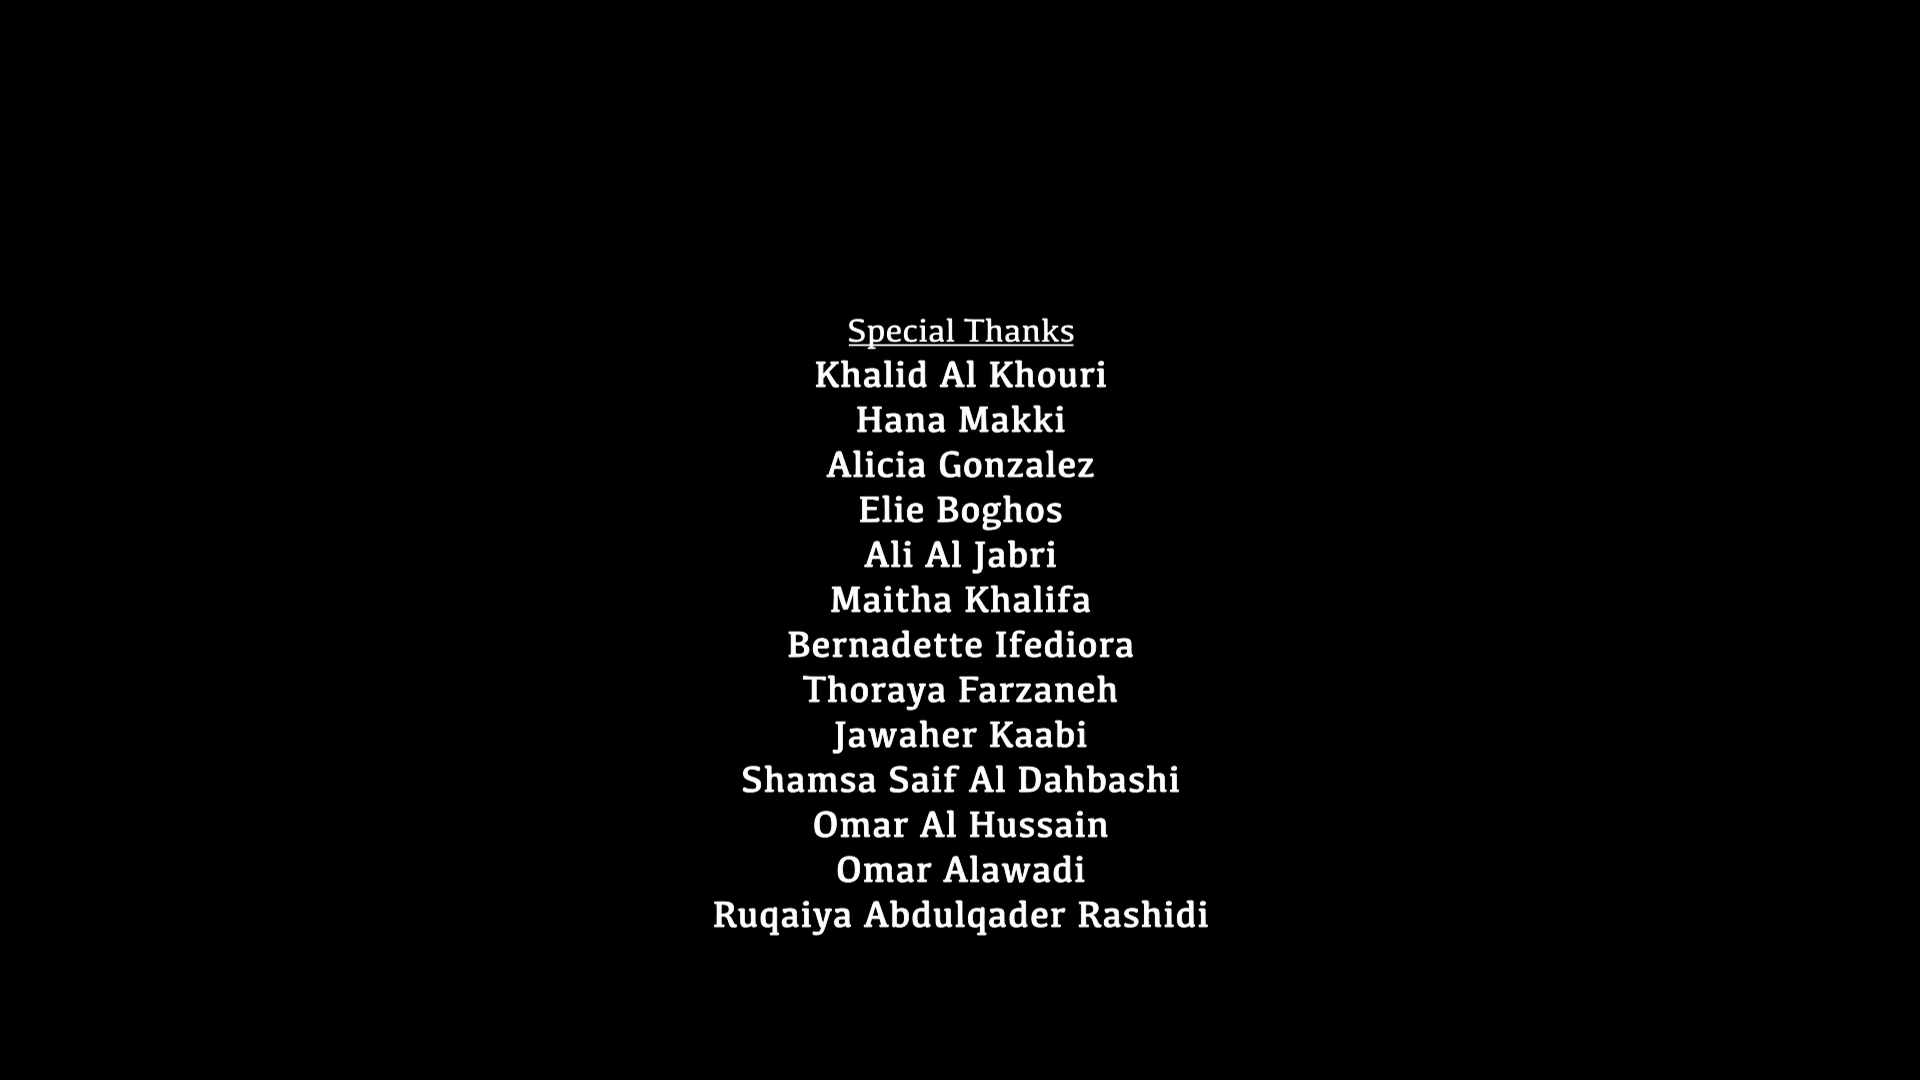 Special Thanks
Khalid Al Khouri
Hana Makki
Alicia Gonzalez
Elie Boghos
Ali Al Jabri
Maitha Khalifa
Bernadette Ifediora
Thoraya Farzaneh
Jawaher Kaabi
Shamsa Saif Al Dahbashi
Omar Al Hussain
Omar Alawadi
Ruqaiya Abdulqader Rashidi